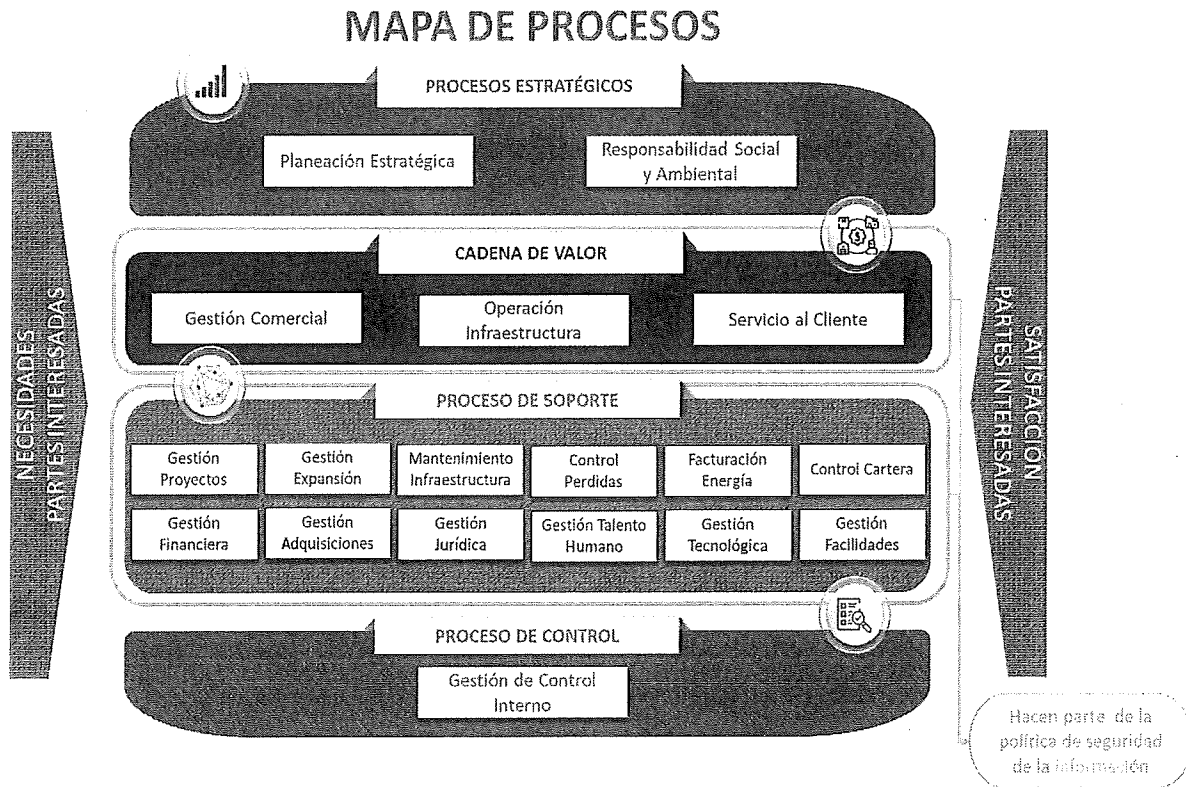 MAPA DE PROCESOS
PROCESOS ESTRATÉGICOS
Planeación Estratégica
Responsabilidad Social
y Ambiental
CADENA DE VALOR
Gestión Comercial
Operación
Infraestructura
Servicio al Cliente
PROCESO DE SOPORTE
Gestión
Proyectos
Gestión
Expansión
Mantenimiento
Infraestructura
Control
Perdidas
Facturación
Energía
Control Cartera
Gestión
Financiera
Gestión
Adquisiciones
Gestión
Jurídica
Gestión Talento
Humano
Gestión
Tecnológica
Gestión
Facilidades
PROCESO DE CONTROL
Gestión de Control
Interno
NECESIDADES
PARTES INTERESADAS
SATISFACCIÓN
PARTES INTERESADAS
Hacen parte de la
política de seguridad
de la información